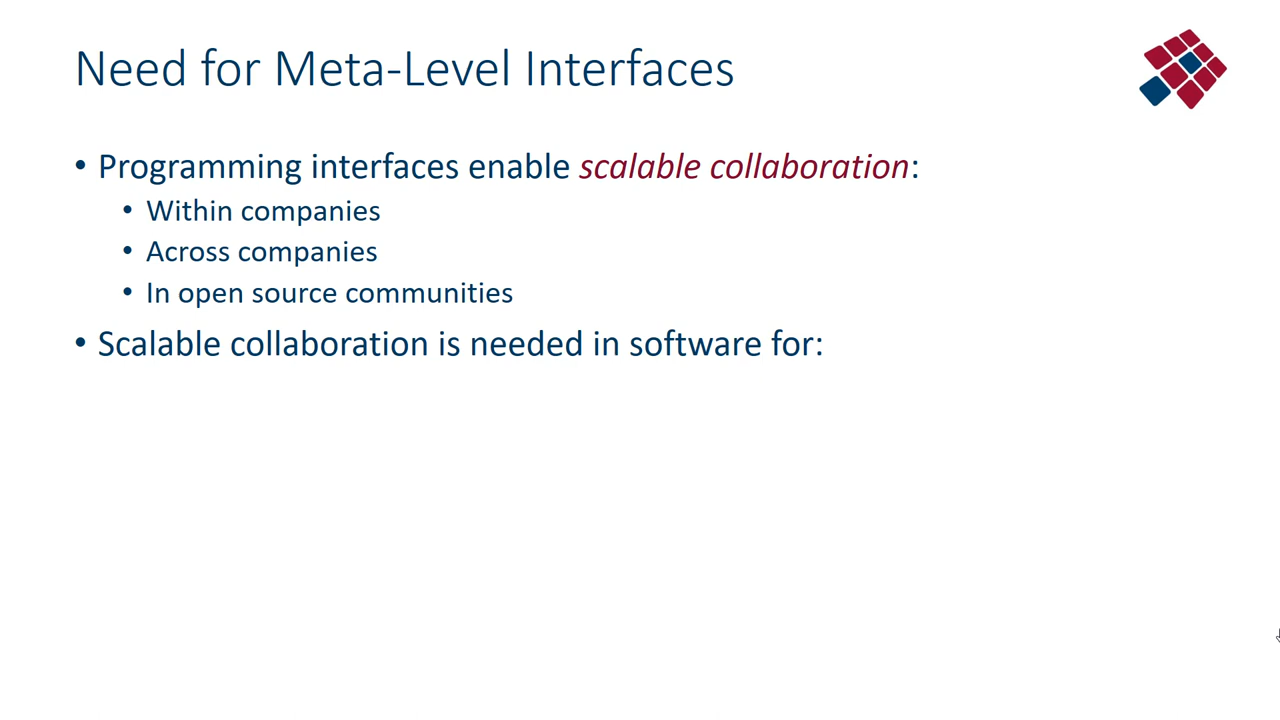 Need for Meta-Level Interfaces
• Programming interfaces enable scalable collaboration:
• Within companies
• Across companies
• In open source communities
• Scalable collaboration is needed in software for: